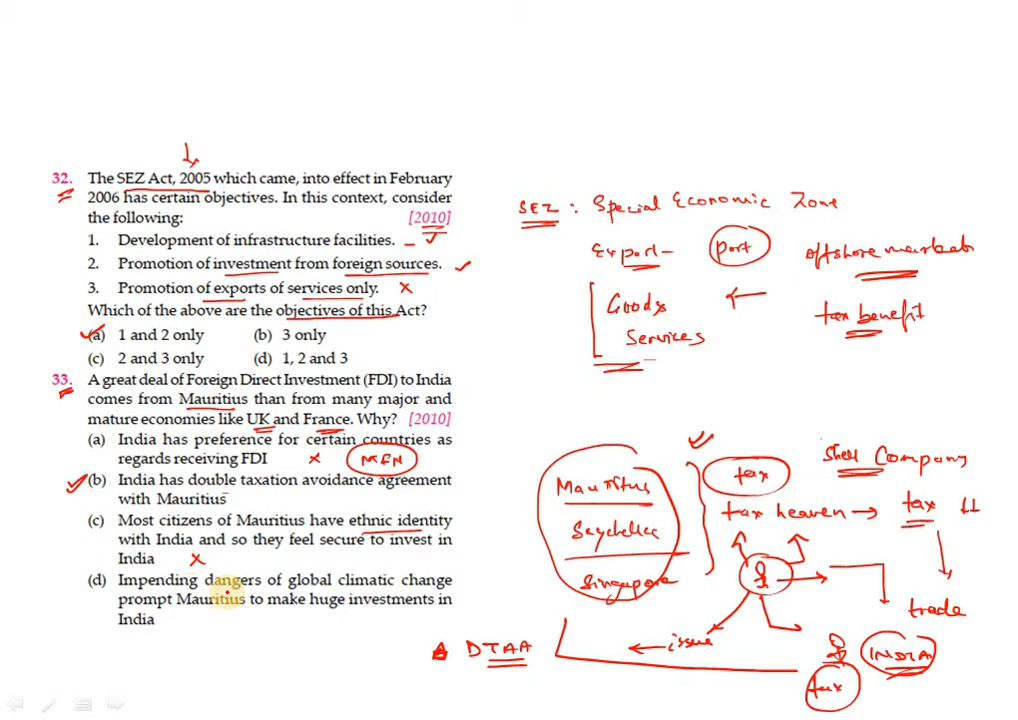 32. The SEZ Act, 2005 which came, into effect in February
2006 has certain objectives. In this context, consider
the following: [2010]
1. Development of infrastructure facilities.
2. Promotion of investment from foreign sources.
3. Promotion of exports of services only.
Which of the above are the objectives of this Act?
(a) 1 and 2 only (b) 3 only
(c) 2 and 3 only (d) 1, 2 and 3
33. A great deal of Foreign Direct Investment (FDI) to India
comes from Mauritius than from many major and
mature economies like UK and France. Why? [2010]
(a) India has preference for certain countries as
regards receiving FDI
MFN
(b) India has double taxation avoidance agreement
with Mauritius
(c) Most citizens of Mauritius have ethnic identity
with India and so they feel secure to invest in
India
(d) Impending dangers of global climatic change
prompt Mauritius to make huge investments in
India
SEZ : Special Economic Zone
Export port offshore markets
Goods
Services
tax benefit
Shell Company
Mauritus
Seychelles
Singapore
tax
tax heaven → tax ↓↓
trade
issue
DTAA
INDIA
tax